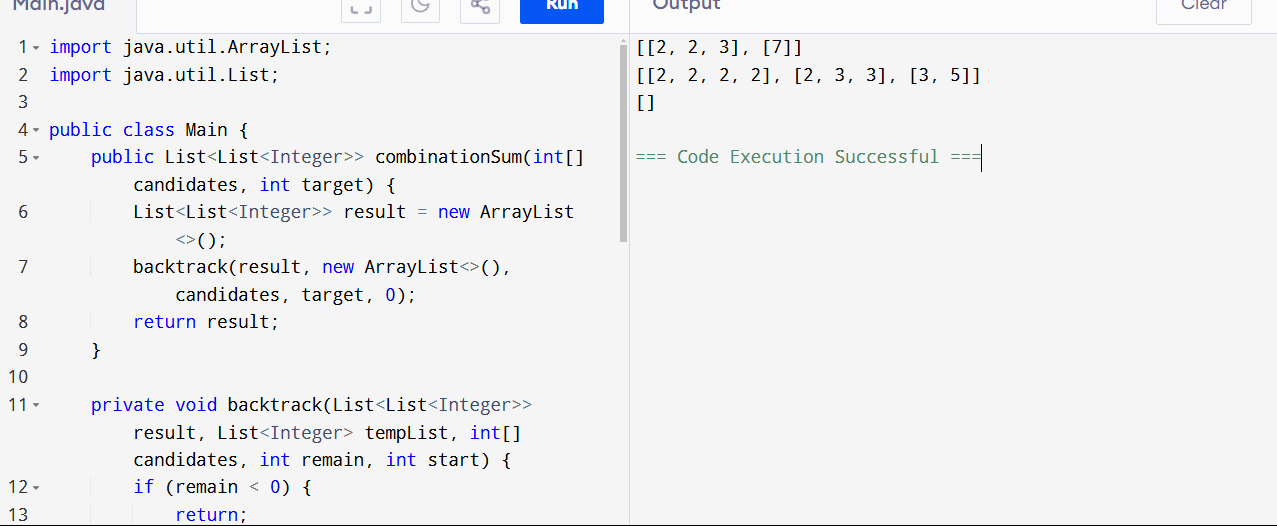 Main.java
Run
Output
Clear
1 import java.util.ArrayList;
2 import java.util.List;
3
4 public class Main {
5 public List<List<Integer>> combinationSum(int[]
candidates, int target) {
6 List<List<Integer>> result = new ArrayList
<>();
7 backtrack(result, new ArrayList<>(),
candidates, target, 0);
8 return result;
9 }
10
11 private void backtrack(List<List<Integer>>
result, List<Integer> tempList, int[]
candidates, int remain, int start) {
12 if (remain < 0) {
13 return;
[[2, 2, 3], [7]]
[[2, 2, 2, 2], [2, 3, 3], [3, 5]]
[]
=== Code Execution Successful ===